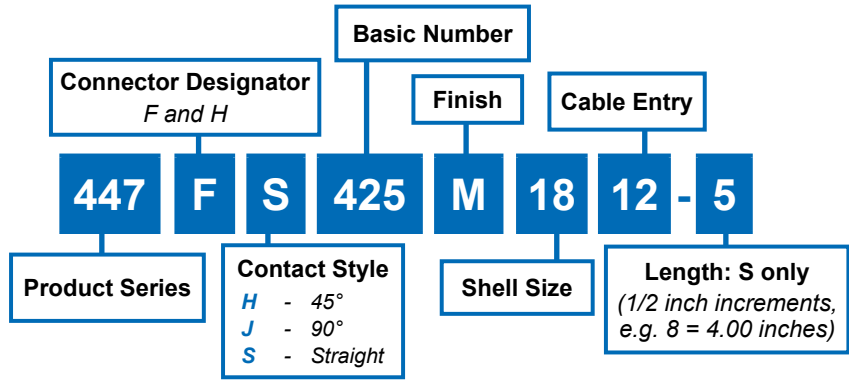 Basic Number
Connector Designator
F and H
Finish
Cable Entry
447 F S 425 M 18 12 - 5
Product Series
Contact Style
H - 45°
J - 90°
S - Straight
Shell Size
Length: S only
(1/2 inch increments,
e.g. 8 = 4.00 inches)